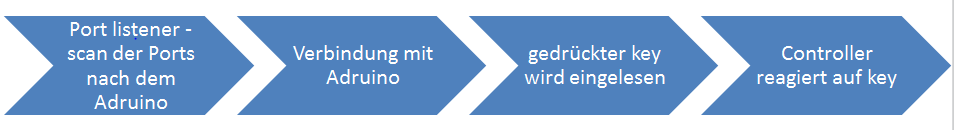 Port listener -
scan der Ports
nach dem
Adruino
Verbindung mit
Adruino
gedrückter key
wird eingelesen
Controller
reagiert auf key